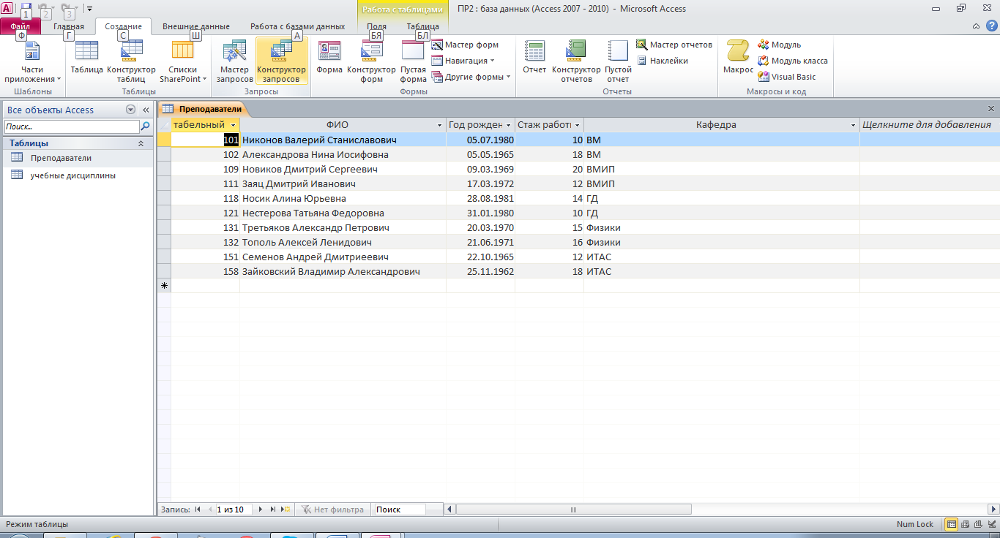 ПР2 : база данных (Access 2007 - 2010) - Microsoft Access
Работа с таблицами
1 2 3
Файл Главная Создание Внешние данные Работа с базами данных Поля Таблица
Ф Г С Ш А БЯ БЛ
Части приложения
Таблица
Конструктор таблиц
Списки SharePoint
Мастер запросов
Конструктор запросов
Форма
Конструктор форм
Пустая форма
Мастер форм
Навигация
Другие формы
Отчет
Конструктор отчетов
Пустой отчет
Мастер отчетов
Наклейки
Макрос
Модуль
Модуль класса
Visual Basic
Шаблоны Таблицы Запросы Формы Отчеты Макросы и код
Все объекты Access
Поиск...
Таблицы
Преподаватели
учебные дисциплины
Преподаватели
табельный ФИО Год рожден Стаж работы Кафедра Щелкните для добавления
101 Никонов Валерий Станиславович 05.07.1980 10 ВМ
102 Александрова Нина Иосифовна 05.05.1965 18 ВМ
109 Новиков Дмитрий Сергеевич 09.03.1969 20 ВМИП
111 Заяц Дмитрий Иванович 17.03.1972 12 ВМИП
118 Носик Алина Юрьевна 28.08.1981 14 ГД
121 Нестерова Татьяна Федоровна 31.01.1980 10 ГД
131 Третьяков Александр Петрович 20.03.1970 15 Физики
132 Тополь Алексей Ленидович 21.06.1971 16 Физики
151 Семенов Андрей Дмитриеевич 22.10.1965 12 ИТАС
158 Зайковский Владимир Александрович 25.11.1962 18 ИТАС
Запись: 1 из 10 Нет фильтра Поиск
Режим таблицы Num Lock